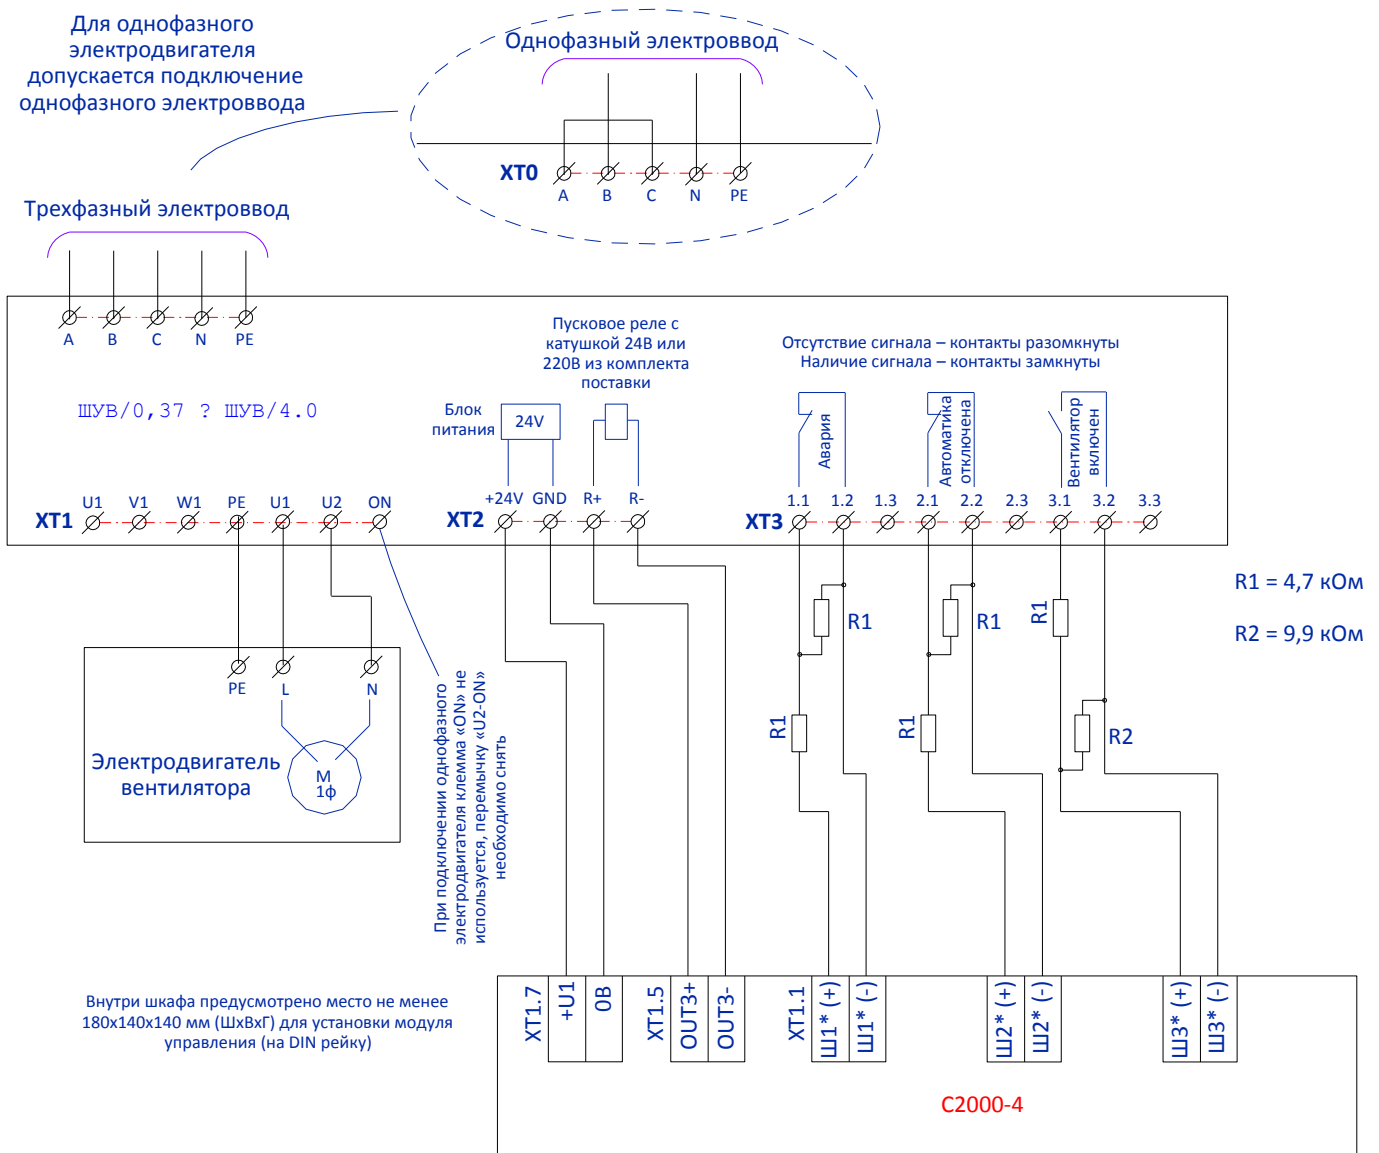 Для однофазного
электродвигателя
допускается подключение
однофазного электроввода
Однофазный электроввод
XT0
A
B
C
N
PE
Трехфазный электроввод
A
B
C
N
PE
ШУВ/0,37 ? ШУВ/4.0
Пусковое реле с
катушкой 24В или
220В из комплекта
поставки
Отсутствие сигнала – контакты разомкнуты
Наличие сигнала – контакты замкнуты
Блок
питания
24V
Авария
Автоматика
отключена
Вентилятор
включен
XT1
U1
V1
W1
PE
U1
U2
ON
XT2
+24V
GND
R+
R-
XT3
1.1
1.2
1.3
2.1
2.2
2.3
3.1
3.2
3.3
R1
R1
R1
R1
R1
R2
R1 = 4,7 кОм
R2 = 9,9 кОм
PE
L
N
Электродвигатель
вентилятора
М
1ф
При подключении однофазного
электродвигателя клемма «ON» не
используется, перемычку «U2-ON»
необходимо снять
Внутри шкафа предусмотрено место не менее
180х140х140 мм (ШхВхГ) для установки модуля
управления (на DIN рейку)
XT1.7
+U1
0В
XT1.5
OUT3+
OUT3-
XT1.1
Ш1* (+)
Ш1* (-)
Ш2* (+)
Ш2* (-)
Ш3* (+)
Ш3* (-)
С2000-4